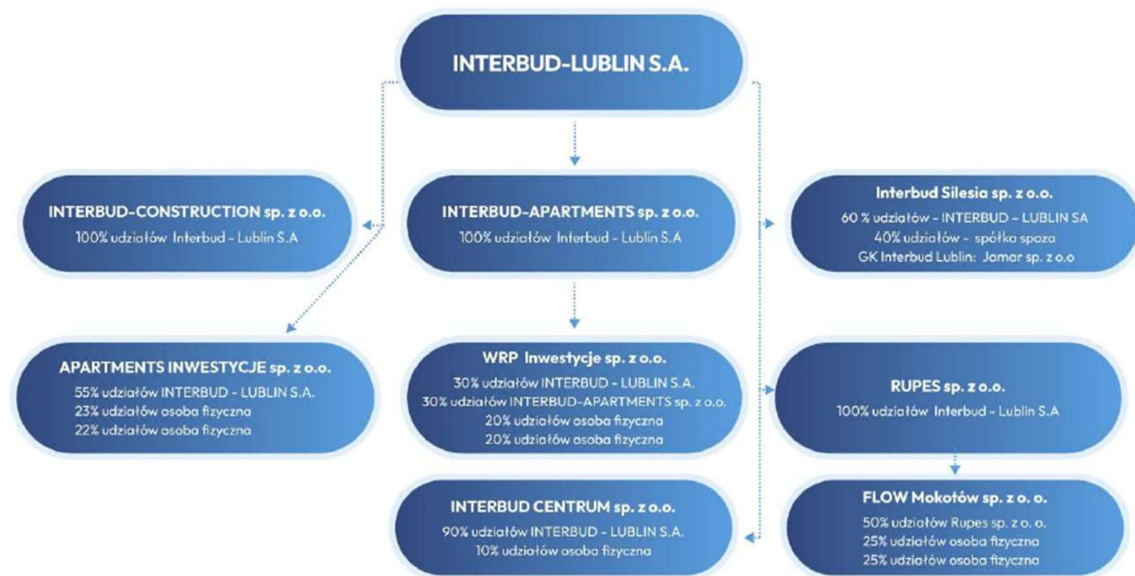 INTERBUD-LUBLIN S.A.
INTERBUD-CONSTRUCTION sp. z o.o.
100% udziałów Interbud - Lublin S.A
INTERBUD-APARTMENTS sp. z o.o.
100% udziałów Interbud - Lublin S.A
Interbud Silesia sp. z o.o.
60 % udziałów - INTERBUD - LUBLIN SA
40% udziałów - spółka spoza
GK Interbud Lublin: Jamar sp. z o.o
APARTMENTS INWESTYCJE sp. z o.o.
55% udziałów INTERBUD - LUBLIN S.A.
23% udziałów osoba fizyczna
22% udziałów osoba fizyczna
WRP Inwestycje sp. z o.o.
30% udziałów INTERBUD - LUBLIN S.A.
30% udziałów INTERBUD-APARTMENTS sp. z o.o.
20% udziałów osoba fizyczna
20% udziałów osoba fizyczna
RUPES sp. z o.o.
100% udziałów Interbud - Lublin S.A
INTERBUD CENTRUM sp. z o.o.
90% udziałów INTERBUD - LUBLIN S.A.
10% udziałów osoba fizyczna
FLOW Mokotów sp. z o. o.
50% udziałów Rupes sp. z o. o.
25% udziałów osoba fizyczna
25% udziałów osoba fizyczna